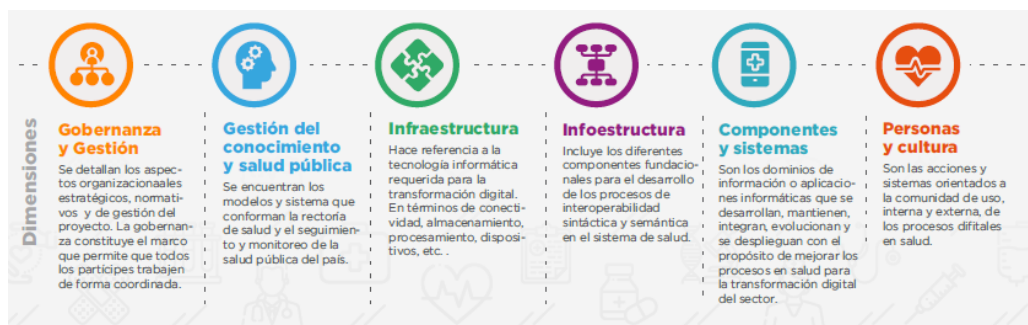 Dimensiones
Gobernanza
y Gestión
Se detallan los aspec-
tos organizacionaales
estratégicos, normati-
vos y de gestión del
proyecto. La gobernan-
za constituye el marco
que permite que todos
los partícipes trabajen
de forma coordinada.
Gestión del
conocimiento
y salud pública
Se encuentran los
modelos y sistema que
conforman la rectoría
de salud y el seguimien-
to y monitoreo de la
salud pública del país.
Infraestructura
Hace referencia a la
tecnología informática
requerida para la
transformación digital.
En términos de conecti-
vidad, almacenamiento,
procesamiento, disposi-
tivos, etc. .
Infoestructura
Incluye los diferentes
componentes fundacio-
nales para el desarrollo
de los procesos de
interoperabilidad
sintáctica y semántica
en el sistema de salud.
Componentes
y sistemas
Son los dominios de
información o aplicacio-
nes informáticas que se
desarrollan, mantienen,
integran, evolucionan y
se despliegan con el
propósito de mejorar los
procesos en salud para
la transformación digital
del sector.
Personas
y cultura
Son las acciones y
sistemas orientados a
la comunidad de uso,
interna y externa, de
los procesos difitales
en salud.